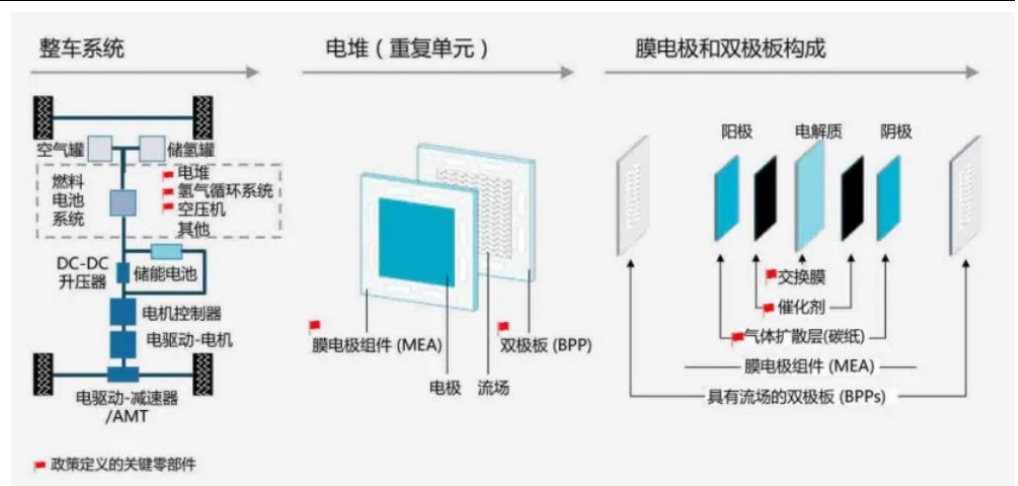 整车系统
电堆（重复单元）
膜电极和双极板构成
空气罐
储氢罐
燃料
电池
系统
电堆
氢气循环系统
空压机
其他
DC-DC
升压器
储能电池
电机控制器
电驱动-电机
电驱动-减速器
/AMT
政策定义的关键零部件
膜电极组件 (MEA)
双极板 (BPP)
电极
流场
阳极
电解质
阴极
交换膜
催化剂
气体扩散层(碳纸)
膜电极组件 (MEA)
具有流场的双极板 (BPPs)